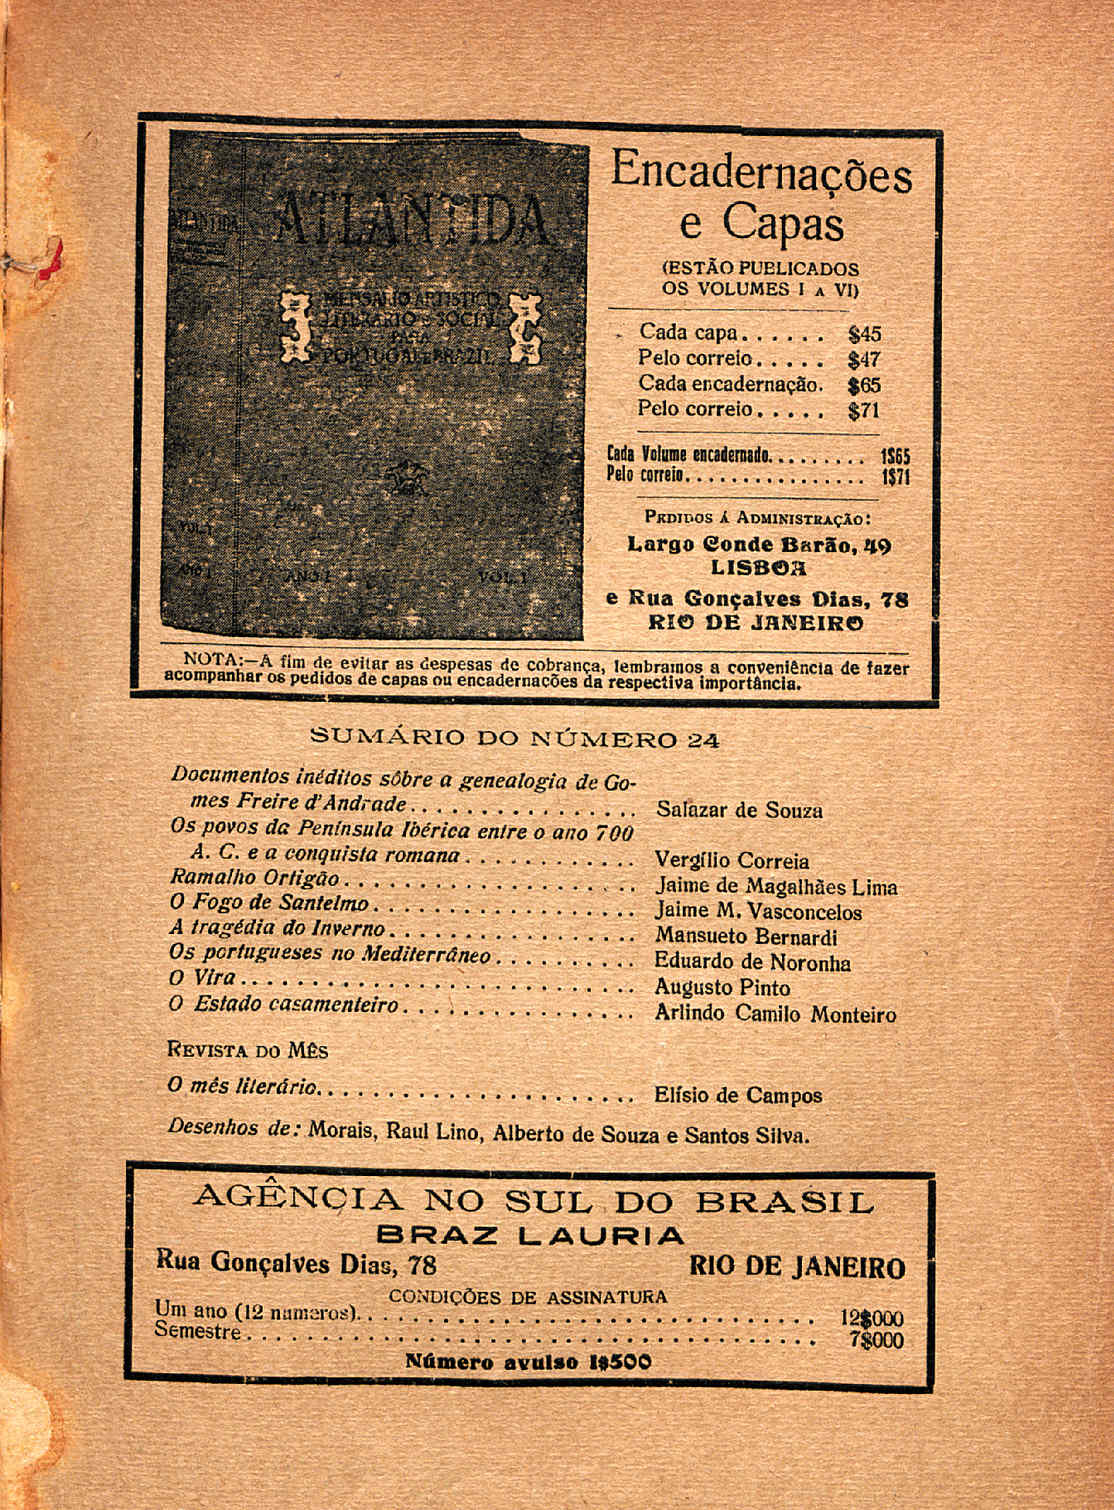 ATLANTIDA
ATLANTIDA
MENSARIO ARTISTICO
LITERARIO E SOCIAL
PARA
PORTUGAL E BRAZIL
VOL. I
ANO I
ANO I
VOL. I
Encadernações
e Capas
(ESTÃO PUBLICADOS
OS VOLUMES I A VI)
Cada capa...... $45
Pelo correio..... $47
Cada encadernação. $65
Pelo correio..... $71
Cada Volume encadernado......... 1$65
Pelo correio................ 1$71
PEDIDOS Á ADMINISTRAÇÃO:
Largo Conde Barão, 49
LISBOA
e Rua Gonçalves Dias, 78
RIO DE JANEIRO
NOTA:—A fim de evitar as despesas de cobrança, lembramos a conveniência de fazer
acompanhar os pedidos de capas ou encadernações da respectiva importância.
SUMÁRIO DO NÚMERO 24
Documentos inéditos sôbre a genealogia de Go-
mes Freire d'Andrade................ Salazar de Souza
Os povos da Península Ibérica entre o ano 700
A. C. e a conquista romana............ Vergílio Correia
Ramalho Ortigão.................... Jaime de Magalhães Lima
O Fogo de Santelmo.................. Jaime M. Vasconcelos
A tragédia do Inverno................. Mansueto Bernardi
Os portugueses no Mediterrâneo.......... Eduardo de Noronha
O Vira........................... Augusto Pinto
O Estado casamenteiro................ Arlindo Camilo Monteiro
REVISTA DO MÊS
O mês literário...................... Elísio de Campos
Desenhos de: Morais, Raul Lino, Alberto de Souza e Santos Silva.
AGÊNCIA NO SUL DO BRASIL
BRAZ LAURIA
Rua Gonçalves Dias, 78 RIO DE JANEIRO
CONDIÇÕES DE ASSINATURA
Um ano (12 numeros)............................... 12$000
Semestre...................................... 7$000
Número avulso 1$500